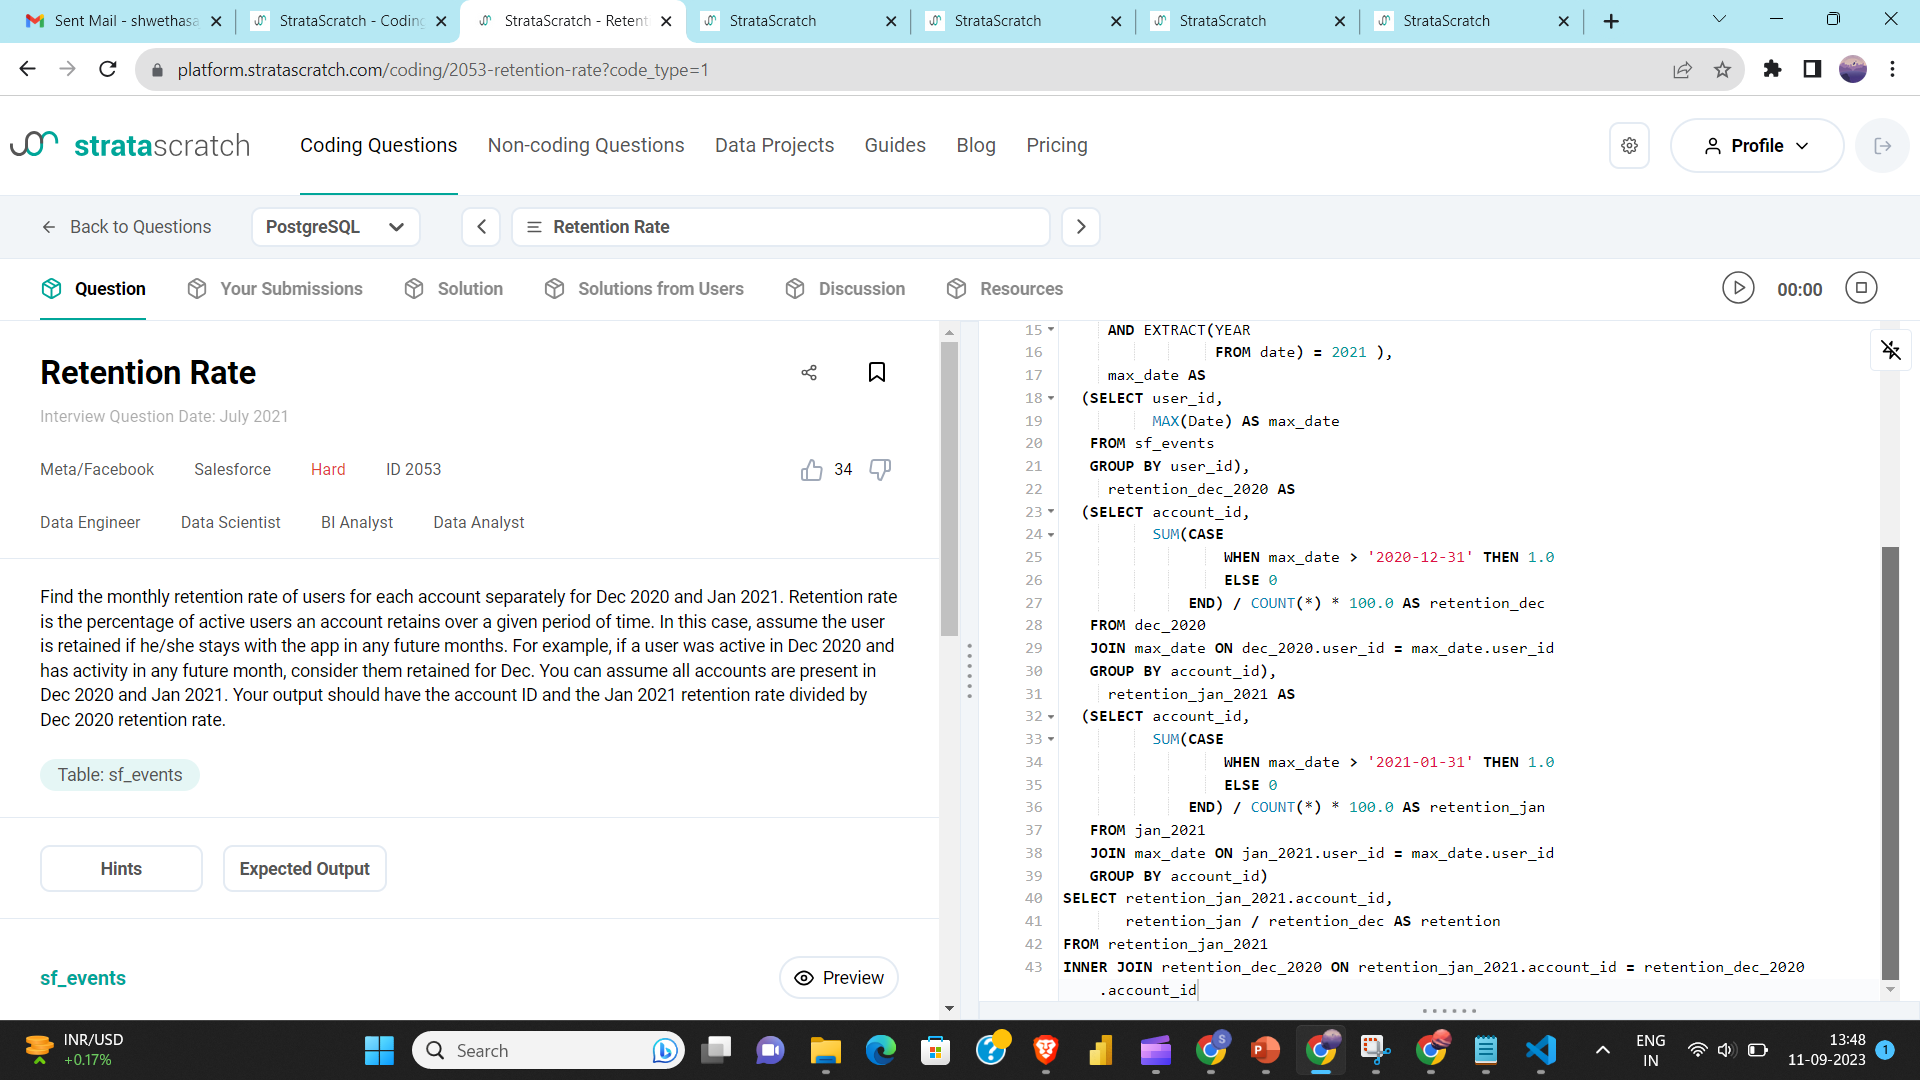 Sent Mail - shwethasa
StrataScratch - Coding
StrataScratch - Retent
StrataScratch
StrataScratch
StrataScratch
StrataScratch
platform.stratascratch.com/coding/2053-retention-rate?code_type=1
stratascratch
Coding Questions
Non-coding Questions
Data Projects
Guides
Blog
Pricing
Profile
Back to Questions
PostgreSQL
Retention Rate
Question
Your Submissions
Solution
Solutions from Users
Discussion
Resources
00:00
Retention Rate
Interview Question Date: July 2021
Meta/Facebook
Salesforce
Hard
ID 2053
34
Data Engineer
Data Scientist
BI Analyst
Data Analyst
Find the monthly retention rate of users for each account separately for Dec 2020 and Jan 2021. Retention rate
is the percentage of active users an account retains over a given period of time. In this case, assume the user
is retained if he/she stays with the app in any future months. For example, if a user was active in Dec 2020 and
has activity in any future month, consider them retained for Dec. You can assume all accounts are present in
Dec 2020 and Jan 2021. Your output should have the account ID and the Jan 2021 retention rate divided by
Dec 2020 retention rate.
Table: sf_events
Hints
Expected Output
sf_events
Preview
15 AND EXTRACT(YEAR
16 FROM date) = 2021 ),
17 max_date AS
18 (SELECT user_id,
19 MAX(Date) AS max_date
20 FROM sf_events
21 GROUP BY user_id),
22 retention_dec_2020 AS
23 (SELECT account_id,
24 SUM(CASE
25 WHEN max_date > '2020-12-31' THEN 1.0
26 ELSE 0
27 END) / COUNT(*) * 100.0 AS retention_dec
28 FROM dec_2020
29 JOIN max_date ON dec_2020.user_id = max_date.user_id
30 GROUP BY account_id),
31 retention_jan_2021 AS
32 (SELECT account_id,
33 SUM(CASE
34 WHEN max_date > '2021-01-31' THEN 1.0
35 ELSE 0
36 END) / COUNT(*) * 100.0 AS retention_jan
37 FROM jan_2021
38 JOIN max_date ON jan_2021.user_id = max_date.user_id
39 GROUP BY account_id)
40 SELECT retention_jan_2021.account_id,
41 retention_jan / retention_dec AS retention
42 FROM retention_jan_2021
43 INNER JOIN retention_dec_2020 ON retention_jan_2021.account_id = retention_dec_2020
.account_id
INR/USD
+0.17%
Search
S
ENG
IN
13:48
11-09-2023
1